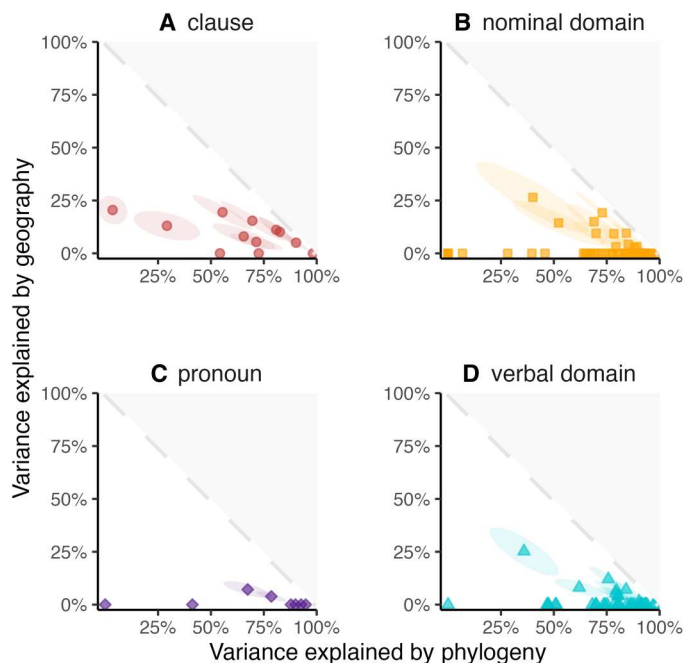 A clause
B nominal domain
100%
75%
50%
25%
0%
25% 50% 75% 100%
100%
75%
50%
25%
0%
25% 50% 75% 100%
C pronoun
D verbal domain
100%
75%
50%
25%
0%
25% 50% 75% 100%
100%
75%
50%
25%
0%
25% 50% 75% 100%
Variance explained by geography
Variance explained by phylogeny